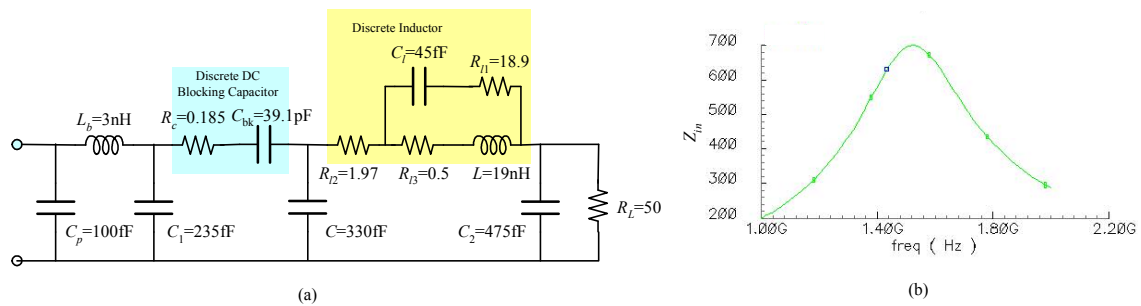 Discrete Inductor
C_l=45fF
R_l1=18.9
Discrete DC
Blocking Capacitor
L_b=3nH
R_c=0.185
C_bk=39.1pF
R_l2=1.97
R_l3=0.5
L=19nH
R_L=50
C_p=100fF
C_1=235fF
C=330fF
C_2=475fF
(a)
700
600
500
400
300
200
Z_in
1.00G
1.40G
1.80G
2.20G
freq ( Hz )
(b)